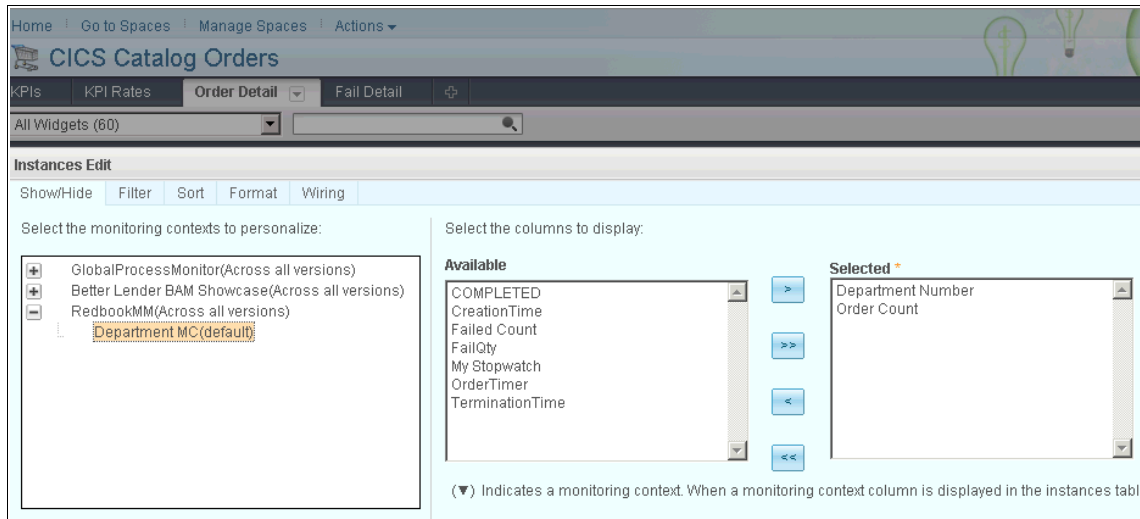 Home Go to Spaces Manage Spaces Actions
CICS Catalog Orders
KPIs KPI Rates Order Detail Fail Detail
All Widgets (60)
Instances Edit
Show/Hide Filter Sort Format Wiring
Select the monitoring contexts to personalize:
GlobalProcessMonitor(Across all versions)
Better Lender BAM Showcase(Across all versions)
RedbookMM(Across all versions)
Department MC(default)
Select the columns to display:
Available
COMPLETED
CreationTime
Failed Count
FailQty
My Stopwatch
OrderTimer
TerminationTime
>
>>
<
<<
Selected *
Department Number
Order Count
(▼) Indicates a monitoring context. When a monitoring context column is displayed in the instances tabl